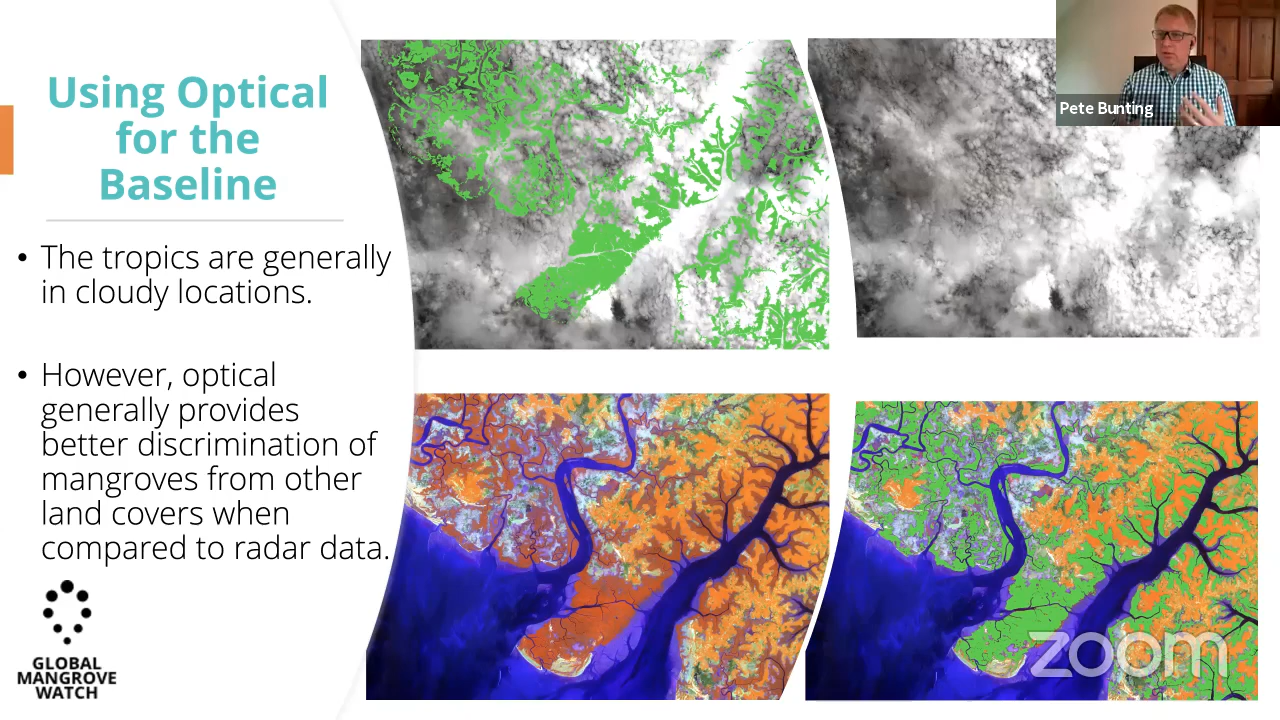 Using Optical
for the
Baseline
• The tropics are generally
in cloudy locations.
• However, optical
generally provides
better discrimination of
mangroves from other
land covers when
compared to radar data.
GLOBAL
MANGROVE
WATCH
Pete Bunting
zoom